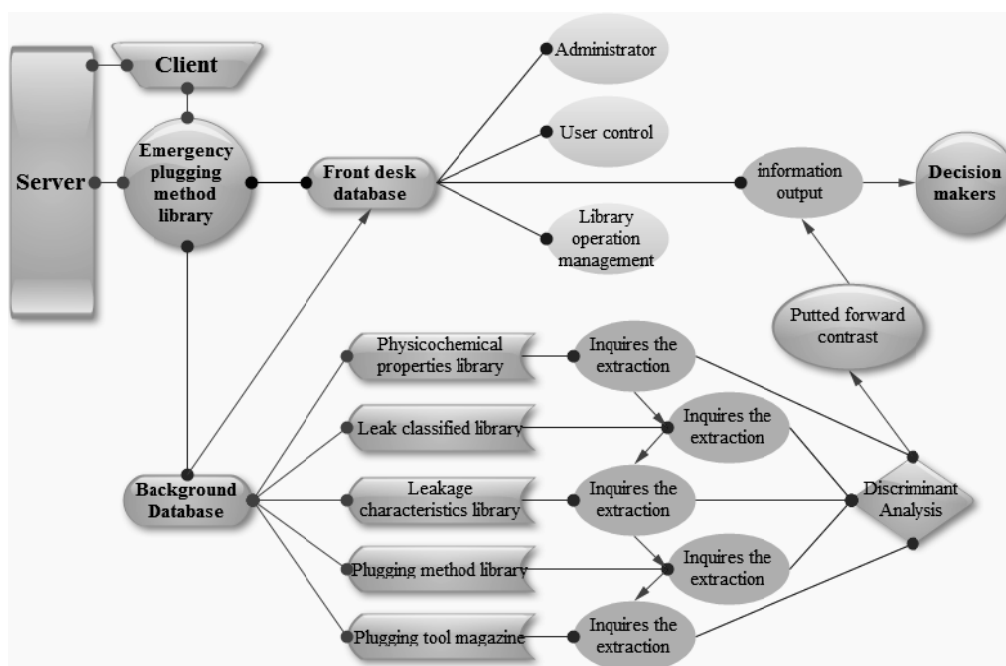 Client
Server
Emergency
plugging
method
library
Front desk
database
Administrator
User control
Library
operation
management
information
output
Decision
makers
Putted forward
contrast
Background
Database
Physicochemical
properties library
Inquires the
extraction
Leak classified library
Inquires the
extraction
Leakage
characteristics library
Inquires the
extraction
Plugging method library
Inquires the
extraction
Plugging tool magazine
Inquires the
extraction
Discriminant
Analysis